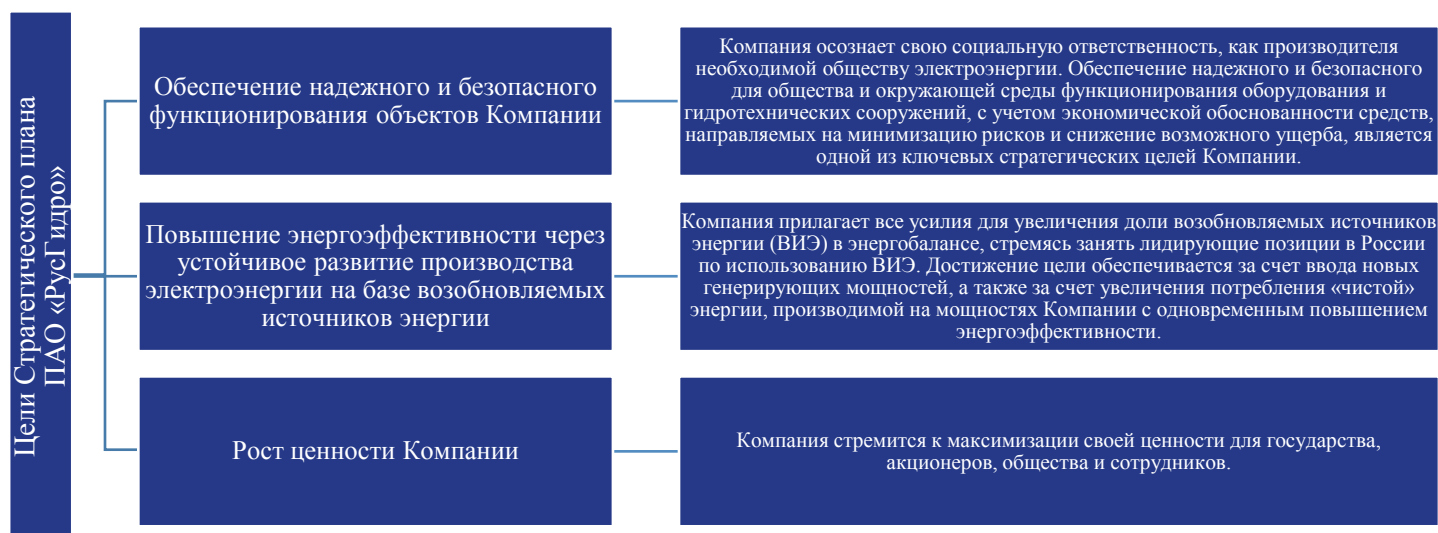 Цели Стратегического плана
ПАО «РусГидро»
Обеспечение надежного и безопасного
функционирования объектов Компании
Компания осознает свою социальную ответственность, как производителя
необходимой обществу электроэнергии. Обеспечение надежного и безопасного
для общества и окружающей среды функционирования оборудования и
гидротехнических сооружений, с учетом экономической обоснованности средств,
направляемых на минимизацию рисков и снижение возможного ущерба, является
одной из ключевых стратегических целей Компании.
Повышение энергоэффективности через
устойчивое развитие производства
электроэнергии на базе возобновляемых
источников энергии
Компания прилагает все усилия для увеличения доли возобновляемых источников
энергии (ВИЭ) в энергобалансе, стремясь занять лидирующие позиции в России
по использованию ВИЭ. Достижение цели обеспечивается за счет ввода новых
генерирующих мощностей, а также за счет увеличения потребления «чистой»
энергии, производимой на мощностях Компании с одновременным повышением
энергоэффективности.
Рост ценности Компании
Компания стремится к максимизации своей ценности для государства,
акционеров, общества и сотрудников.